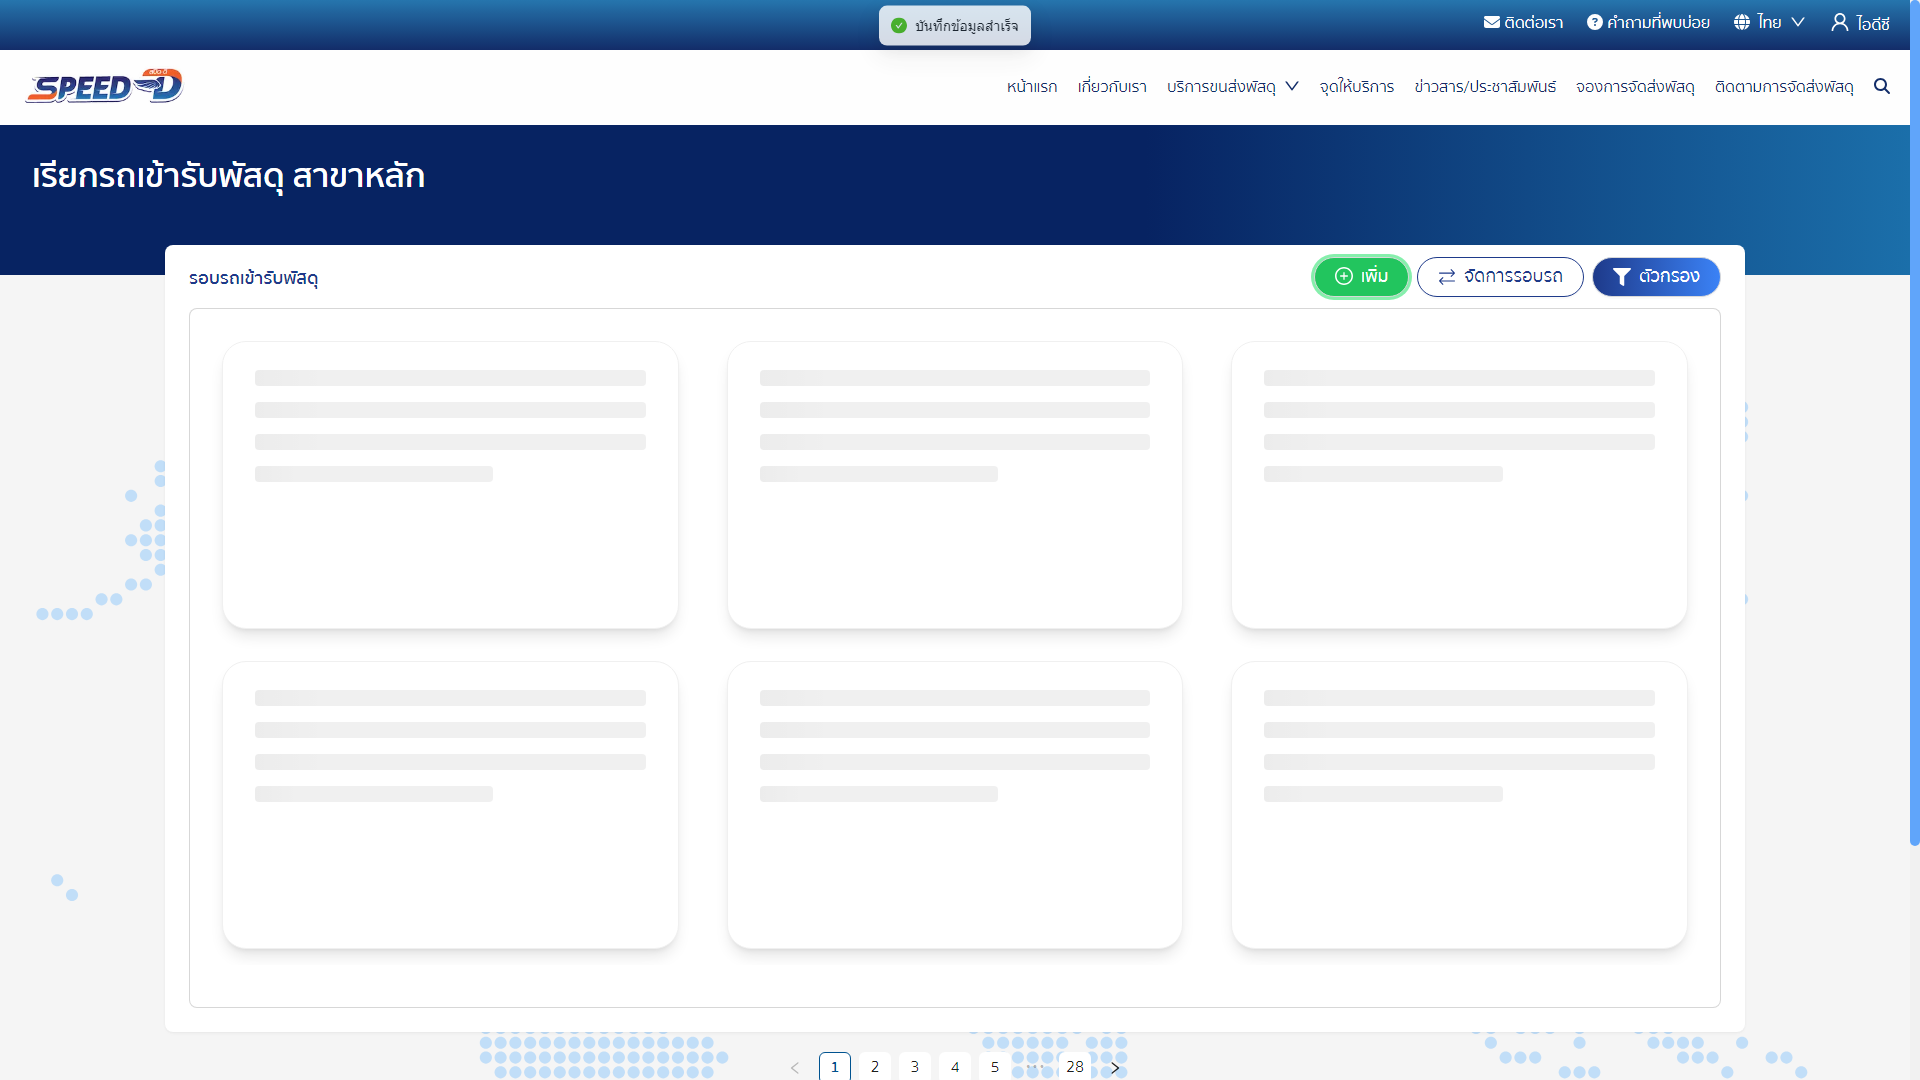 บันทึกข้อมูลสำเร็จ
ติดต่อเรา คำถามที่พบบ่อย ไทย ไอดีซี
SPEED-D สปีด-ดี
หน้าแรก เกี่ยวกับเรา บริการขนส่งพัสดุ จุดให้บริการ ข่าวสาร/ประชาสัมพันธ์ จองการจัดส่งพัสดุ ติดตามการจัดส่งพัสดุ
เรียกรถเข้ารับพัสดุ สาขาหลัก
รอบรถเข้ารับพัสดุ เพิ่ม จัดการรอบรถ ตัวกรอง
1 2 3 4 5 ••• 28